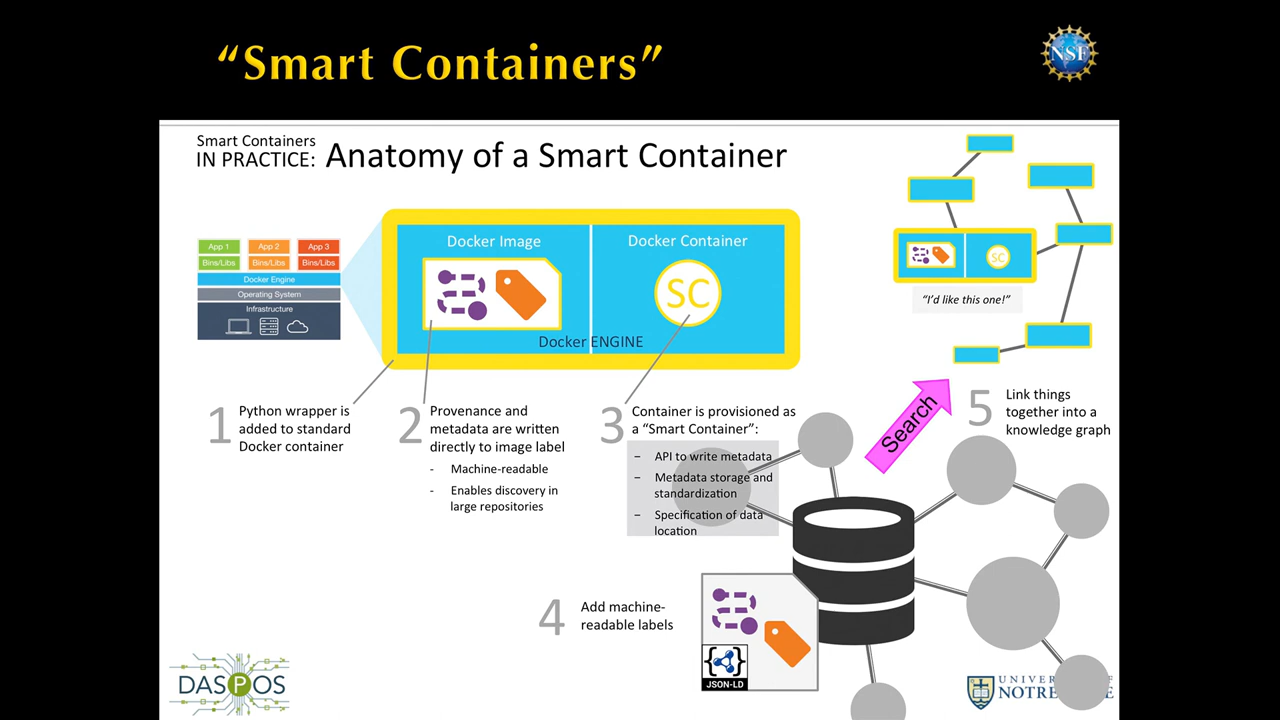 “Smart Containers”
NSF
Smart Containers
IN PRACTICE: Anatomy of a Smart Container
App 1 App 2 App 3
Bins/Libs Bins/Libs Bins/Libs
Docker Engine
Operating System
Infrastructure
Docker Image
Docker Container
SC
Docker ENGINE
SC
“I’d like this one!”
1 Python wrapper is
added to standard
Docker container
2 Provenance and
metadata are written
directly to image label
- Machine-readable
- Enables discovery in
large repositories
3 Container is provisioned as
a “Smart Container”:
– API to write metadata
– Metadata storage and
standardization
– Specification of data
location
Search
5 Link things
together into a
knowledge graph
4 Add machine-
readable labels
JSON-LD
DASPOS